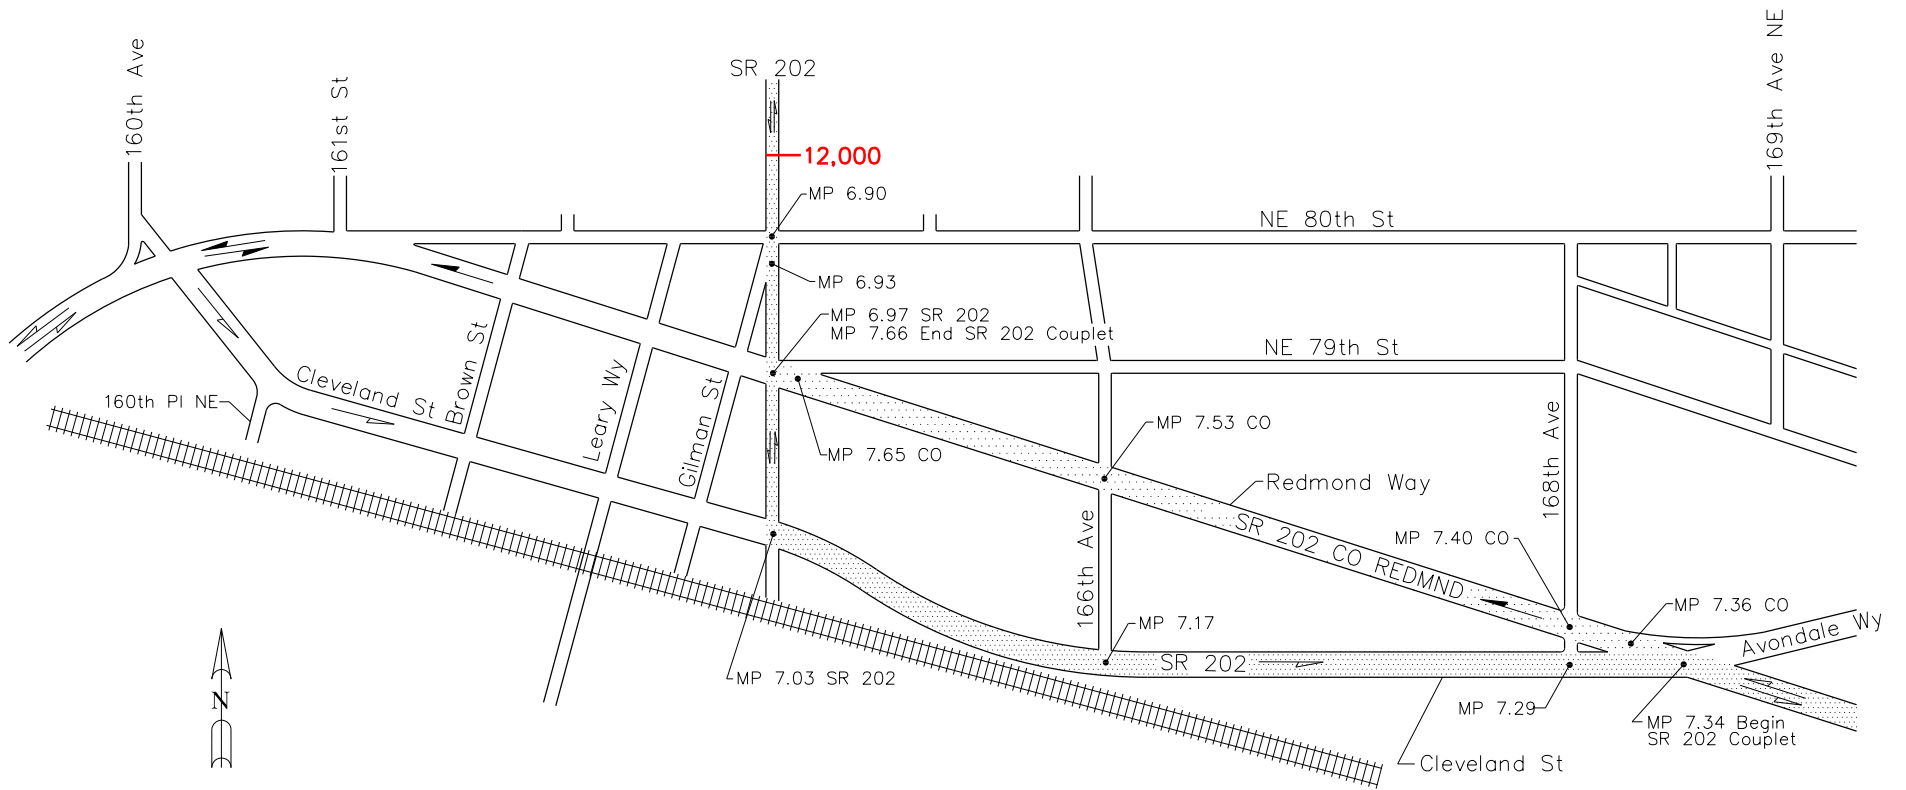 SR 202
160th Ave
161st St
169th Ave NE
12,000
MP 6.90
NE 80th St
MP 6.93
MP 6.97 SR 202
MP 7.66 End SR 202 Couplet
NE 79th St
Cleveland St
Brown St
Leary Wy
Gilman St
160th Pl NE
MP 7.65 CO
MP 7.53 CO
Redmond Way
168th Ave
SR 202 CO REDMND
MP 7.40 CO
166th Ave
MP 7.36 CO
MP 7.17
Avondale Wy
SR 202
MP 7.03 SR 202
N
MP 7.29
MP 7.34 Begin
SR 202 Couplet
Cleveland St